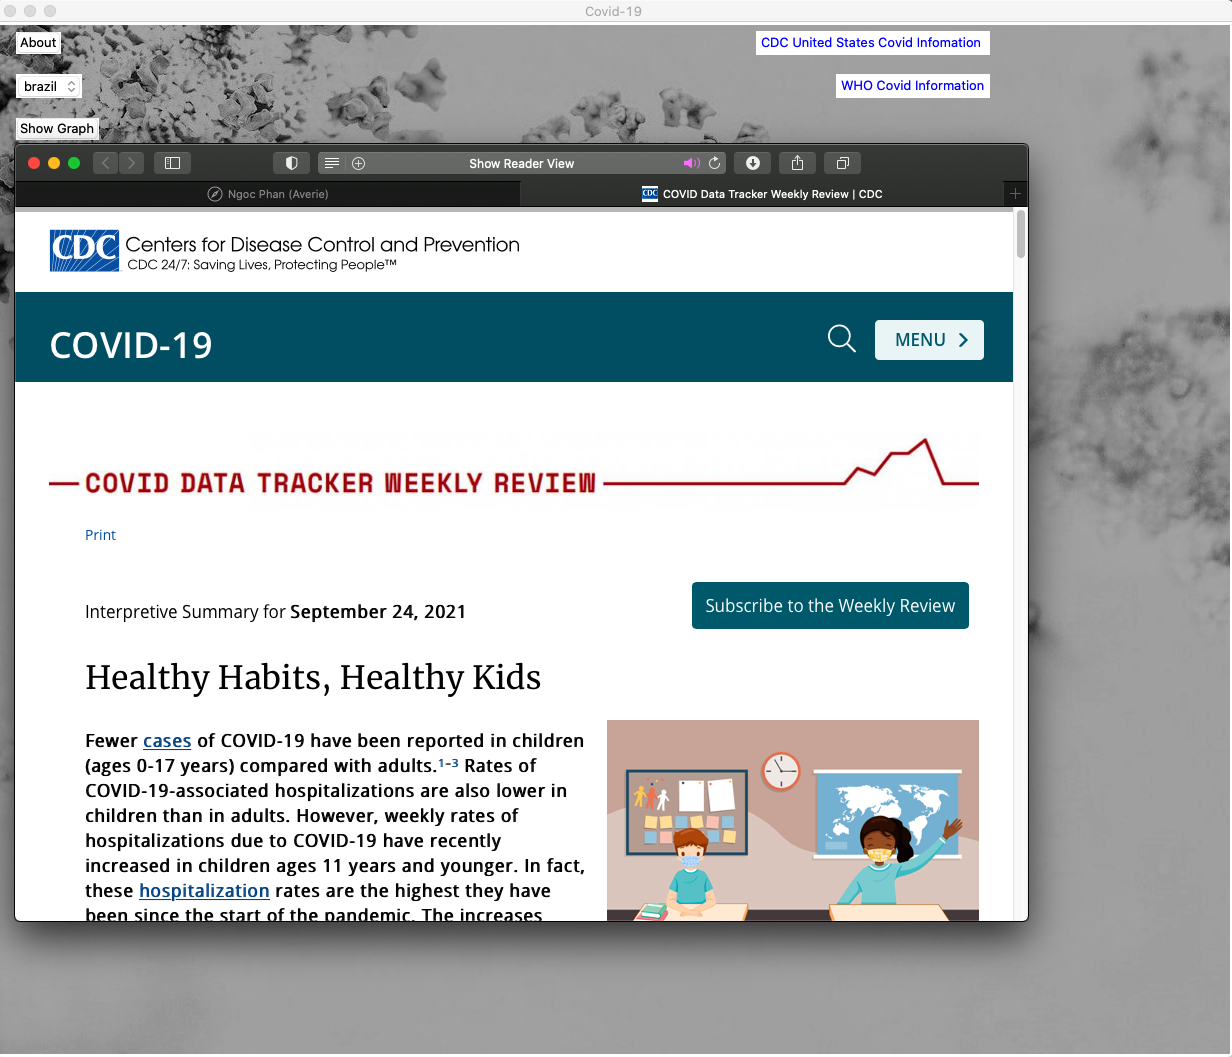 Covid-19
About
CDC United States Covid Infomation
brazil
WHO Covid Information
Show Graph
Show Reader View
Ngoc Phan (Averie)
CDC COVID Data Tracker Weekly Review | CDC
CDC Centers for Disease Control and Prevention
CDC 24/7: Saving Lives, Protecting People™
COVID-19
MENU
COVID DATA TRACKER WEEKLY REVIEW
Print
Interpretive Summary for September 24, 2021
Subscribe to the Weekly Review
Healthy Habits, Healthy Kids
Fewer cases of COVID-19 have been reported in children
(ages 0-17 years) compared with adults.1-3 Rates of
COVID-19-associated hospitalizations are also lower in
children than in adults. However, weekly rates of
hospitalizations due to COVID-19 have recently
increased in children ages 11 years and younger. In fact,
these hospitalization rates are the highest they have
been since the start of the pandemic. The increases